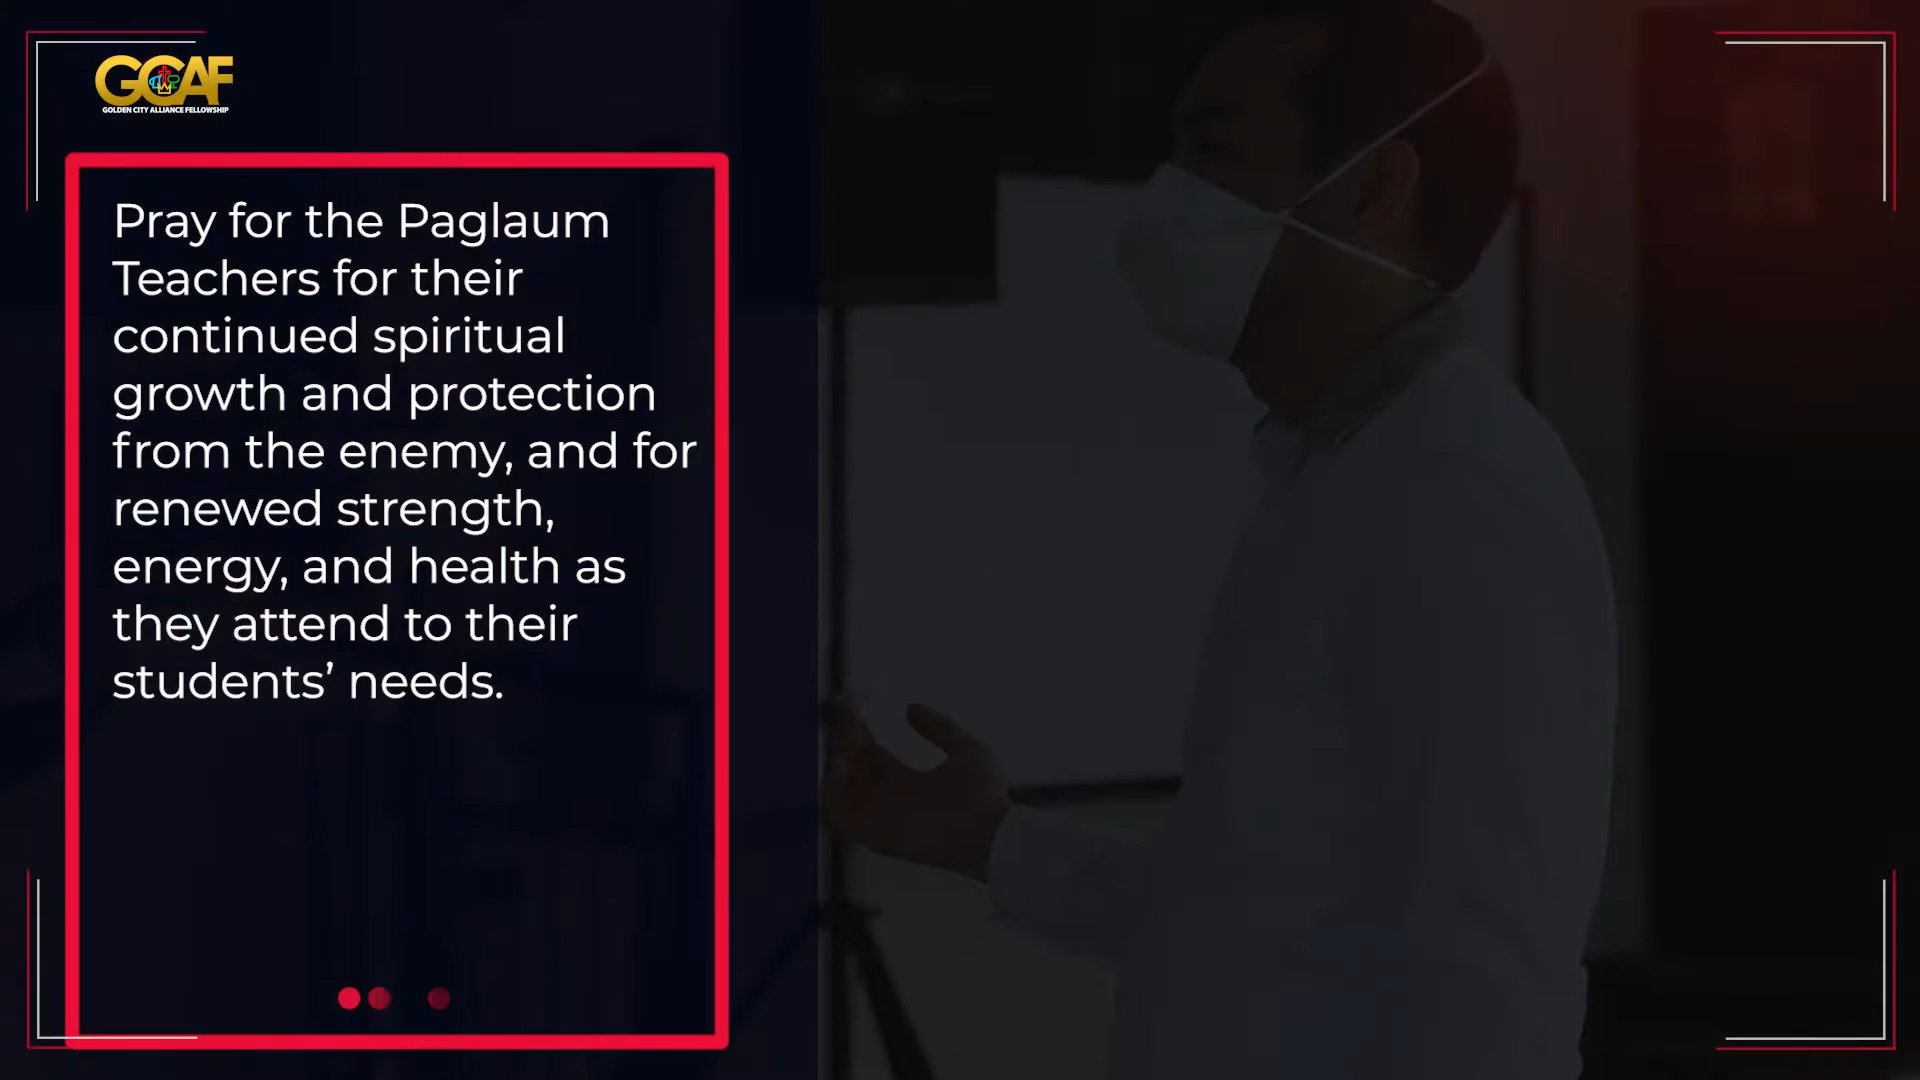 GCAF
GOLDEN CITY ALLIANCE FELLOWSHIP
Pray for the Paglaum
Teachers for their
continued spiritual
growth and protection
from the enemy, and for
renewed strength,
energy, and health as
they attend to their
students’ needs.